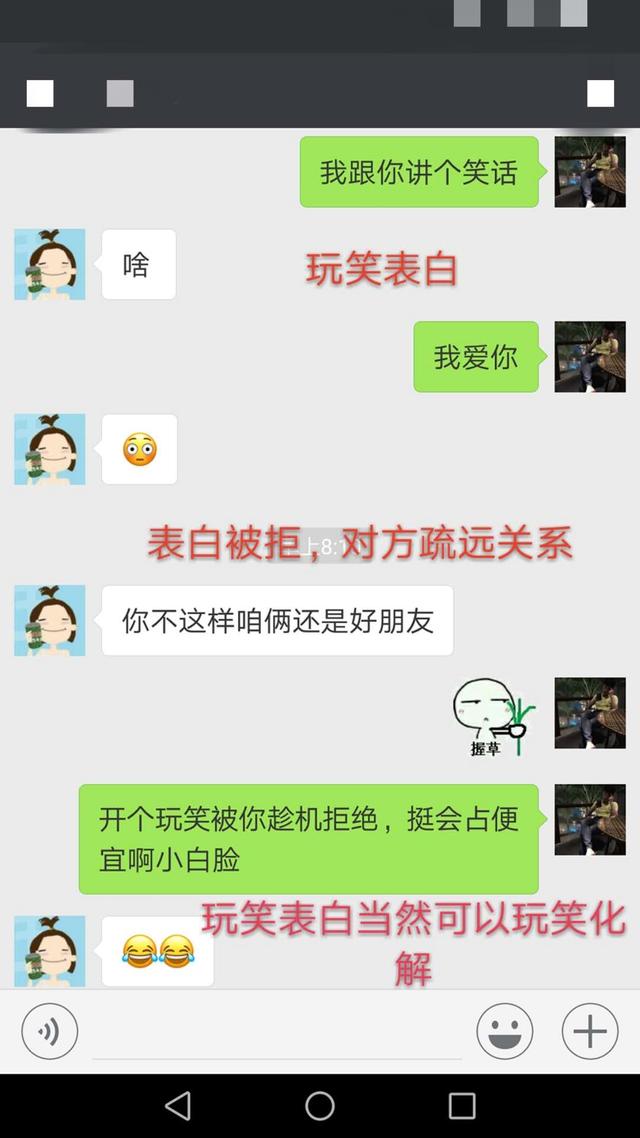 我跟你讲个笑话
啥
玩笑表白
我爱你
表白被拒，对方疏远关系
你不这样咱俩还是好朋友
握草
开个玩笑被你趁机拒绝，挺会占便
宜啊小白脸
玩笑表白当然可以玩笑化
解